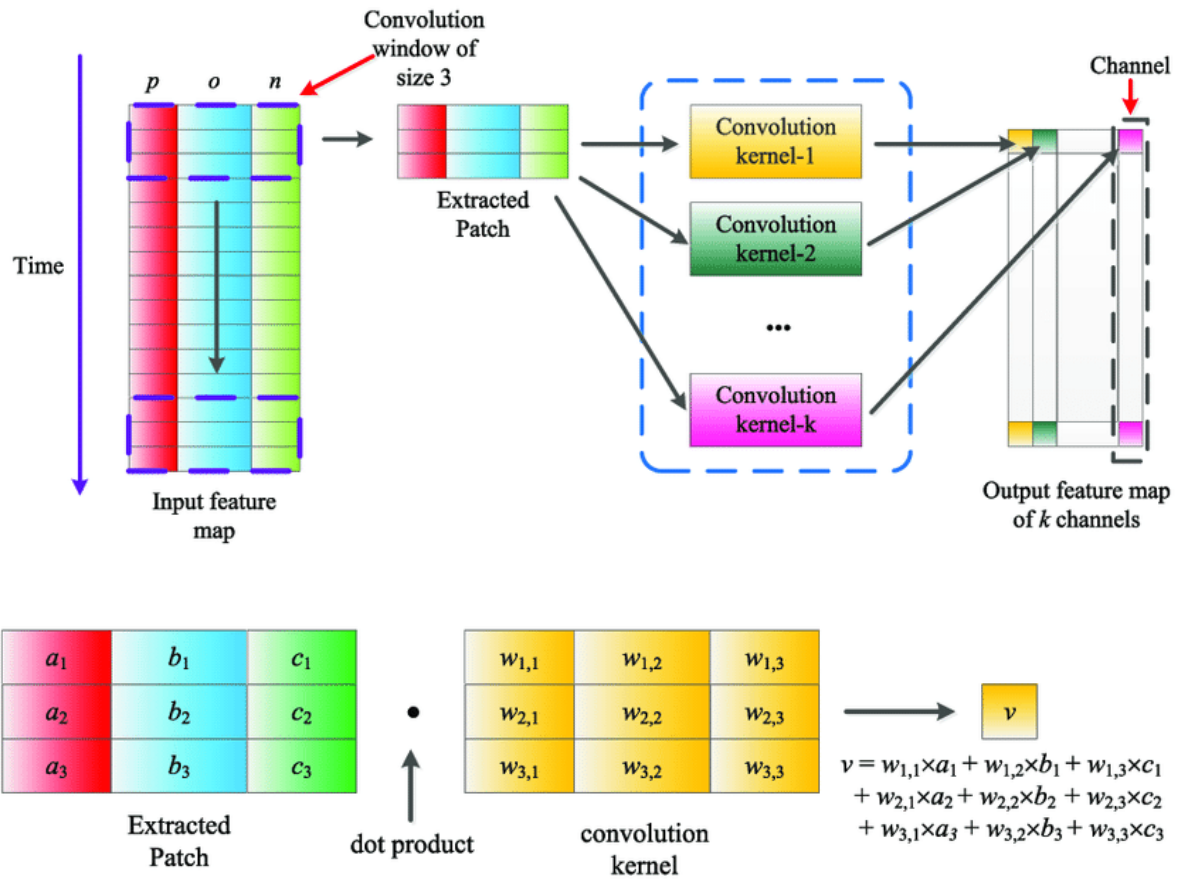 Convolution
window of
size 3
p o n
Channel
Time
Extracted
Patch
Convolution
kernel-1
Convolution
kernel-2
...
Convolution
kernel-k
Input feature
map
Output feature map
of k channels
a1 b1 c1
a2 b2 c2
a3 b3 c3
•
w1,1 w1,2 w1,3
w2,1 w2,2 w2,3
w3,1 w3,2 w3,3
v
v = w1,1×a1 + w1,2×b1 + w1,3×c1
+ w2,1×a2 + w2,2×b2 + w2,3×c2
+ w3,1×a3 + w3,2×b3 + w3,3×c3
Extracted
Patch
dot product
convolution
kernel